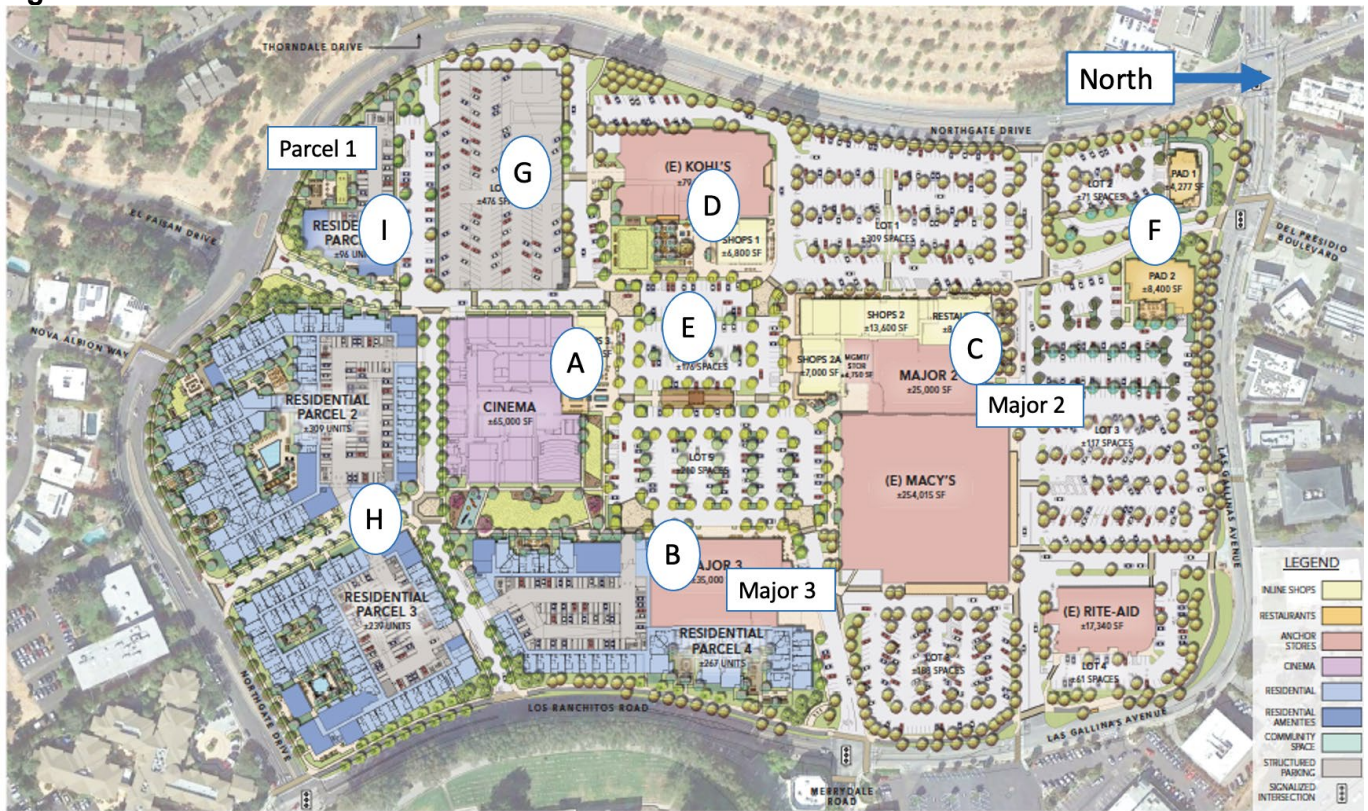 THORNDALE DRIVE
North
NORTHGATE DRIVE
Parcel 1
EL FAISAN DRIVE
G
±476
(E) KOHL'S
D
SHOPS 1
±6,800 SF
LOT 1
±309 SPACES
LOT 2
±71 SPACES
PAD 1
±4,277 SF
F
DEL PRESIDIO
BOULEVARD
PAD 2
±8,400 SF
I
±96
NOVA ALBION WAY
RESIDENTIAL
PARCEL 2
±309 UNITS
CINEMA
±65,000 SF
A
E
±176 SPACES
SHOPS 2
±13,600 SF
SHOPS 2A
±7,000 SF
MGMT/
STOR
C
MAJOR 2
±25,000 SF
Major 2
LOT 3
±117 SPACES
LAS GALLINAS AVENUE
LOT 5
(E) MACY'S
±254,015 SF
H
B
MAJOR 3
±35,000
Major 3
RESIDENTIAL
PARCEL 3
±239 UNITS
RESIDENTIAL
PARCEL 4
±267 UNITS
(E) RITE-AID
±17,340 SF
LOT 4
±61 SPACES
NORTHGATE DRIVE
LOS RANCHITOS ROAD
LAS GALLINAS AVENUE
MERRYDALE
ROAD
LEGEND
INLINE SHOPS
RESTAURANTS
ANCHOR
STORES
CINEMA
RESIDENTIAL
RESIDENTIAL
AMENITIES
COMMUNITY
SPACE
STRUCTURED
PARKING
SIGNALIZED
INTERSECTION